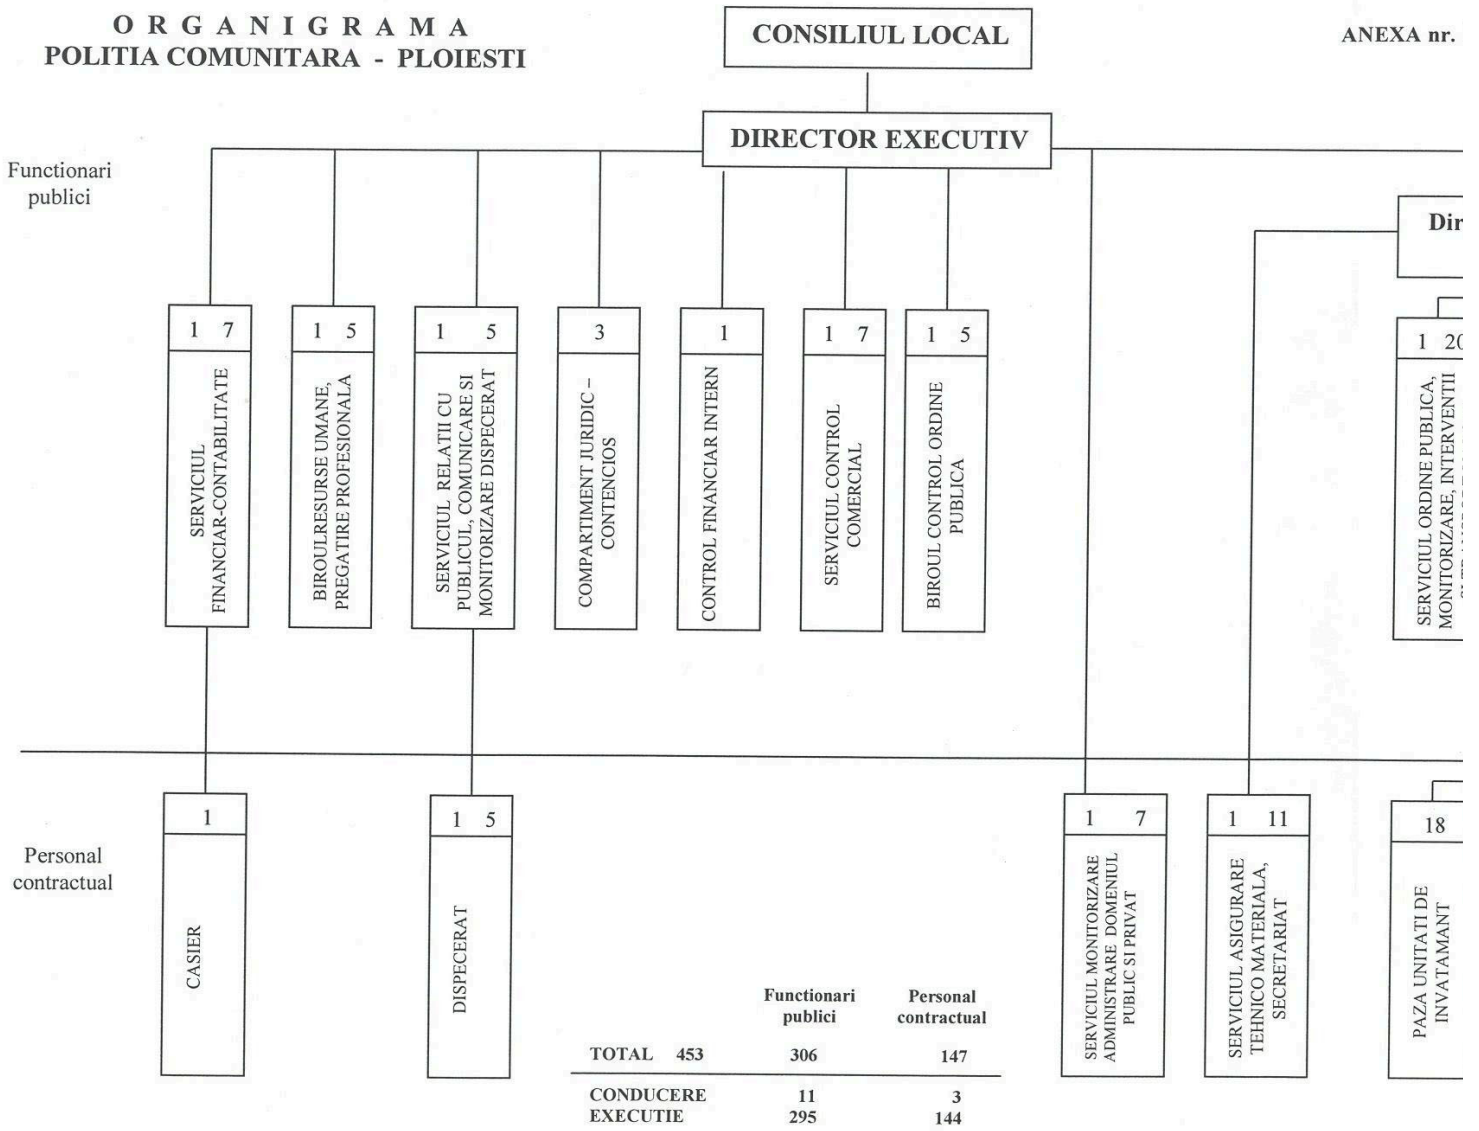 O R G A N I G R A M A
POLITIA COMUNITARA - PLOIESTI
CONSILIUL LOCAL
ANEXA nr.
DIRECTOR EXECUTIV
Functionari
publici
Dir
1 7
SERVICIUL
FINANCIAR-CONTABILITATE
1 5
BIROULRESURSE UMANE,
PREGATIRE PROFESIONALA
1 5
SERVICIUL RELATII CU
PUBLICUL, COMUNICARE SI
MONITORIZARE DISPECERAT
3
COMPARTIMENT JURIDIC –
CONTENCIOS
1
CONTROL FINANCIAR INTERN
1 7
SERVICIUL CONTROL
COMERCIAL
1 5
BIROUL CONTROL ORDINE
PUBLICA
1 20
SERVICIUL ORDINE PUBLICA,
MONITORIZARE, INTERVENTII
Personal
contractual
1
CASIER
1 5
DISPECERAT
1 7
SERVICIUL MONITORIZARE
ADMINISTRARE DOMENIUL
PUBLIC SI PRIVAT
1 11
SERVICIUL ASIGURARE
TEHNICO MATERIALA,
SECRETARIAT
18
PAZA UNITATI DE
INVATAMANT
Functionari publici Personal contractual
TOTAL 453 306 147
CONDUCERE 11 3
EXECUTIE 295 144